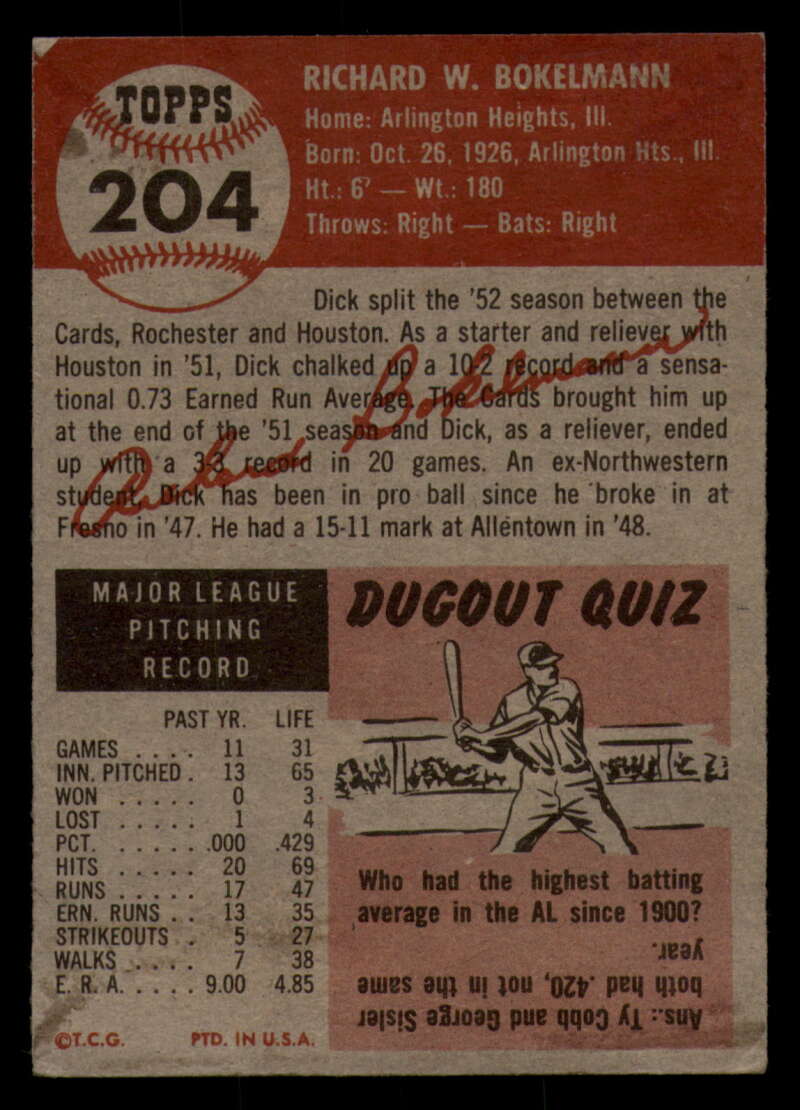 TOPPS
204
RICHARD W. BOKELMANN
Home: Arlington Heights, Ill.
Born: Oct. 26, 1926, Arlington Hts., Ill.
Ht.: 6' — Wt.: 180
Throws: Right — Bats: Right
Dick split the '52 season between the
Cards, Rochester and Houston. As a starter and reliever with
Houston in '51, Dick chalked up a 10-2 record and a sensa-
tional 0.73 Earned Run Average. The Cards brought him up
at the end of the '51 season and Dick, as a reliever, ended
up with a 3-3 record in 20 games. An ex-Northwestern
student, Dick has been in pro ball since he broke in at
Fresno in '47. He had a 15-11 mark at Allentown in '48.
Dick Bokelmann
MAJOR LEAGUE
PITCHING
RECORD
PAST YR. LIFE
GAMES . . . . 11 31
INN. PITCHED . 13 65
WON . . . . . 0 3
LOST . . . . . 1 4
PCT. . . . . . .000 .429
HITS . . . . . 20 69
RUNS . . . . . 17 47
ERN. RUNS . . 13 35
STRIKEOUTS . 5 27
WALKS . . . . 7 38
E. R. A. . . . . 9.00 4.85
©T.C.G. PTD. IN U.S.A.
DUGOUT QUIZ
Who had the highest batting
average in the AL since 1900?
Ans.: Ty Cobb and George Sisler
both had .420, not in the same
year.